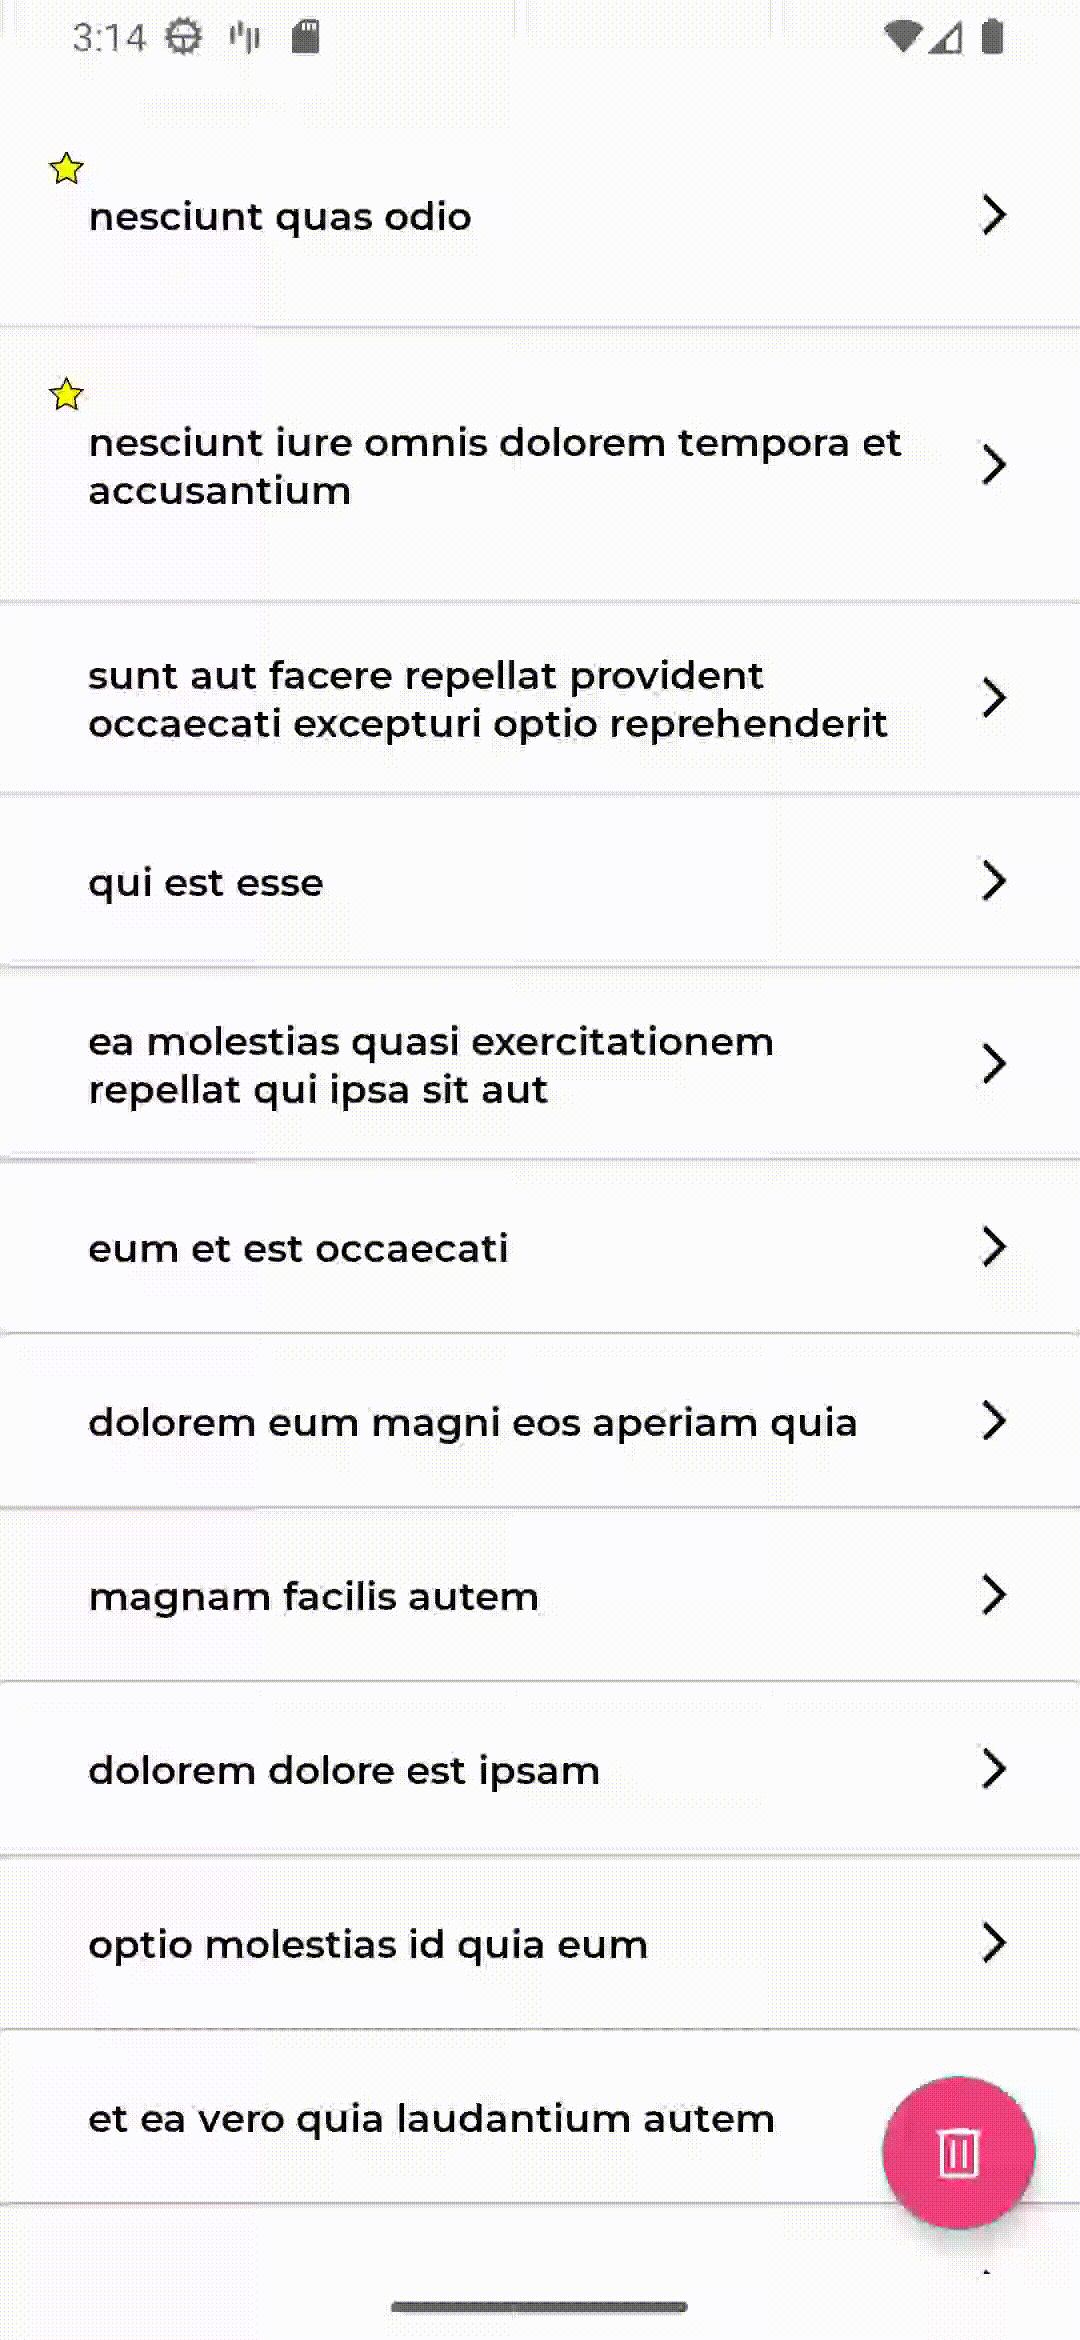 3:14
nesciunt quas odio
nesciunt iure omnis dolorem tempora et
accusantium
sunt aut facere repellat provident
occaecati excepturi optio reprehenderit
qui est esse
ea molestias quasi exercitationem
repellat qui ipsa sit aut
eum et est occaecati
dolorem eum magni eos aperiam quia
magnam facilis autem
dolorem dolore est ipsam
optio molestias id quia eum
et ea vero quia laudantium autem